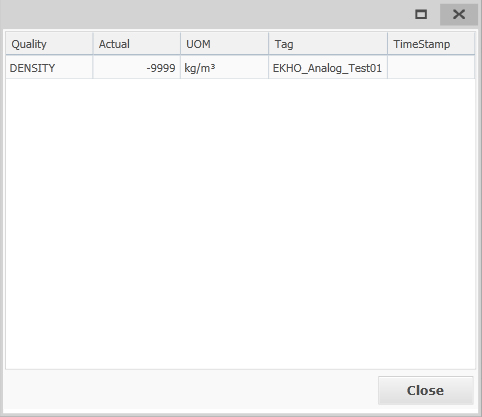 Quality Actual UOM Tag TimeStamp
DENSITY -9999 kg/m³ EKHO_Analog_Test01
Close